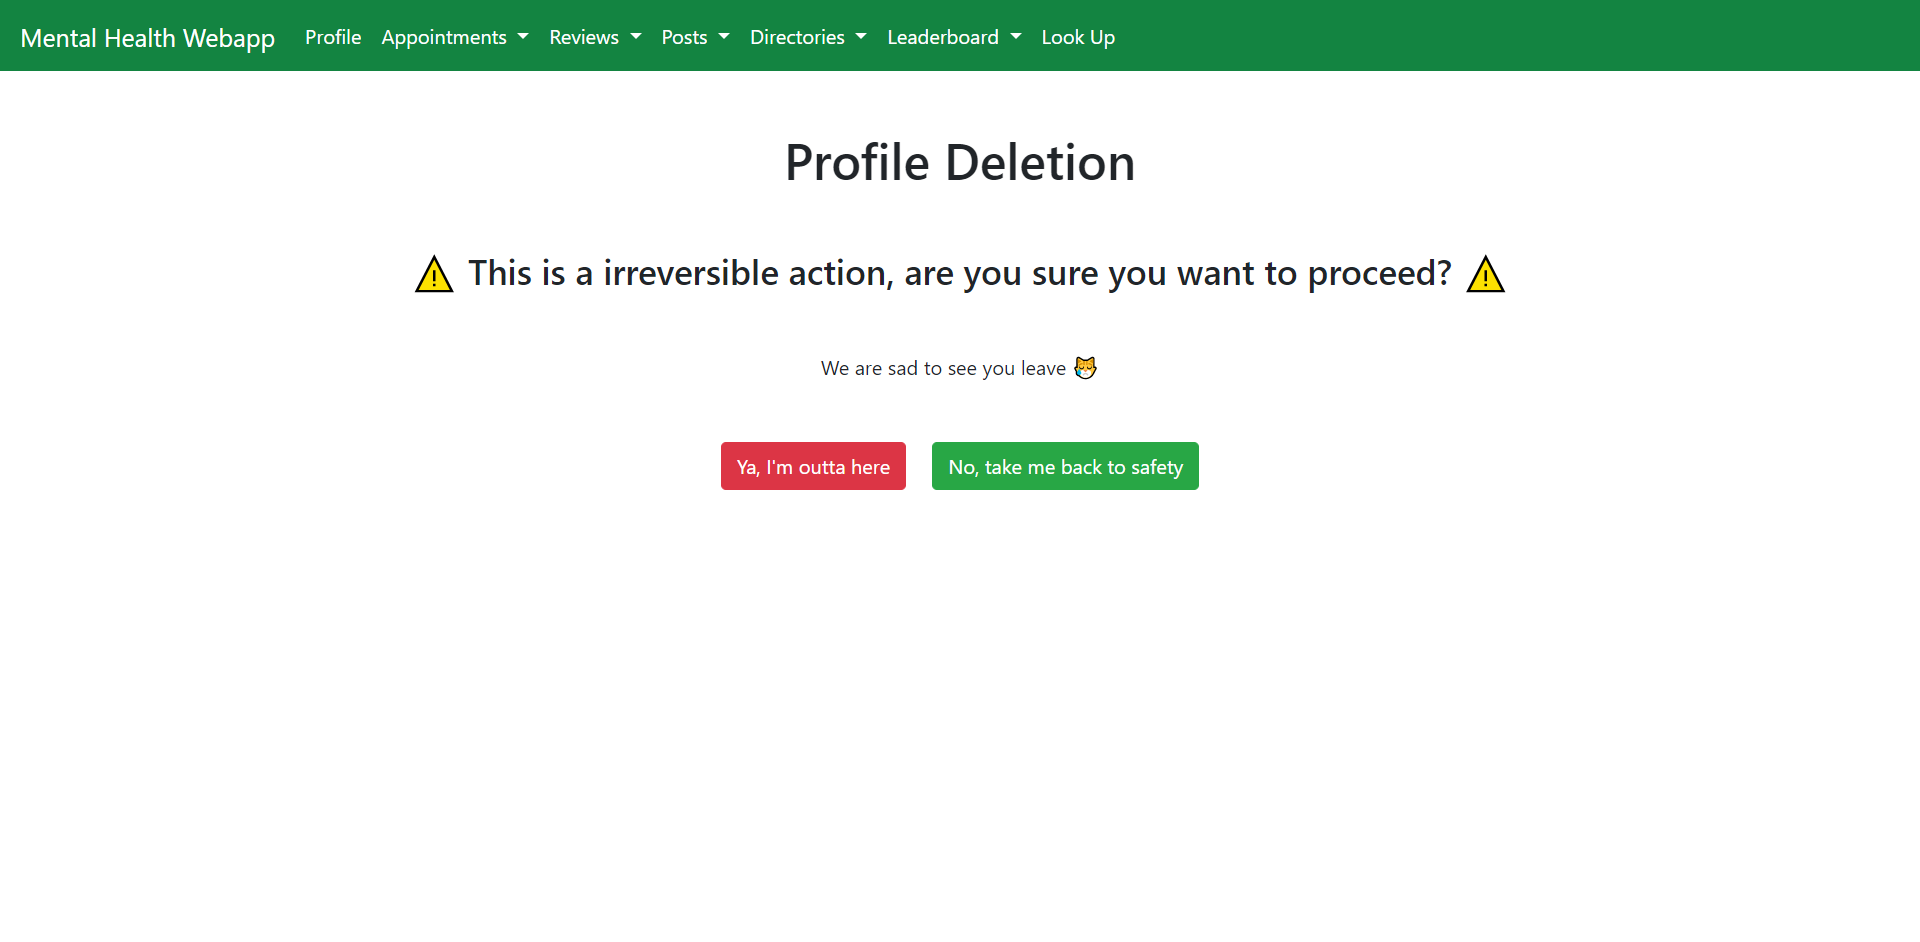 Mental Health Webapp Profile Appointments Reviews Posts Directories Leaderboard Look Up
Profile Deletion
⚠ This is a irreversible action, are you sure you want to proceed? ⚠
We are sad to see you leave 😿
Ya, I'm outta here No, take me back to safety